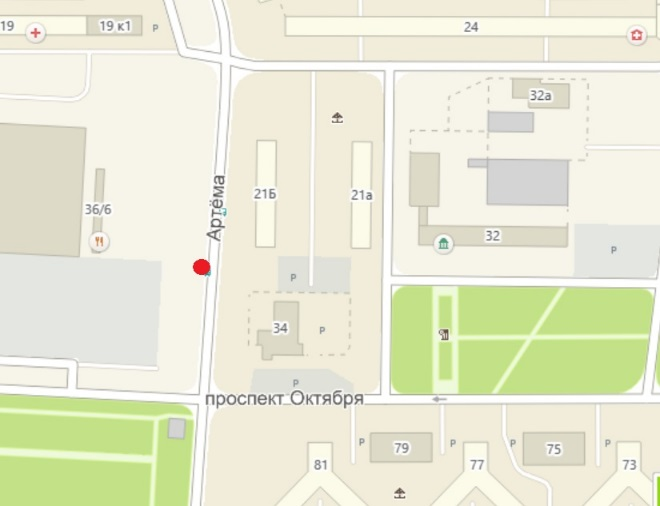 19
19 к1
Р
24
32а
21Б
21а
Артёма
36/6
32
Р
Р
34
Р
Р
проспект Октября
Р
79
Р
Р
75
Р
81
77
73